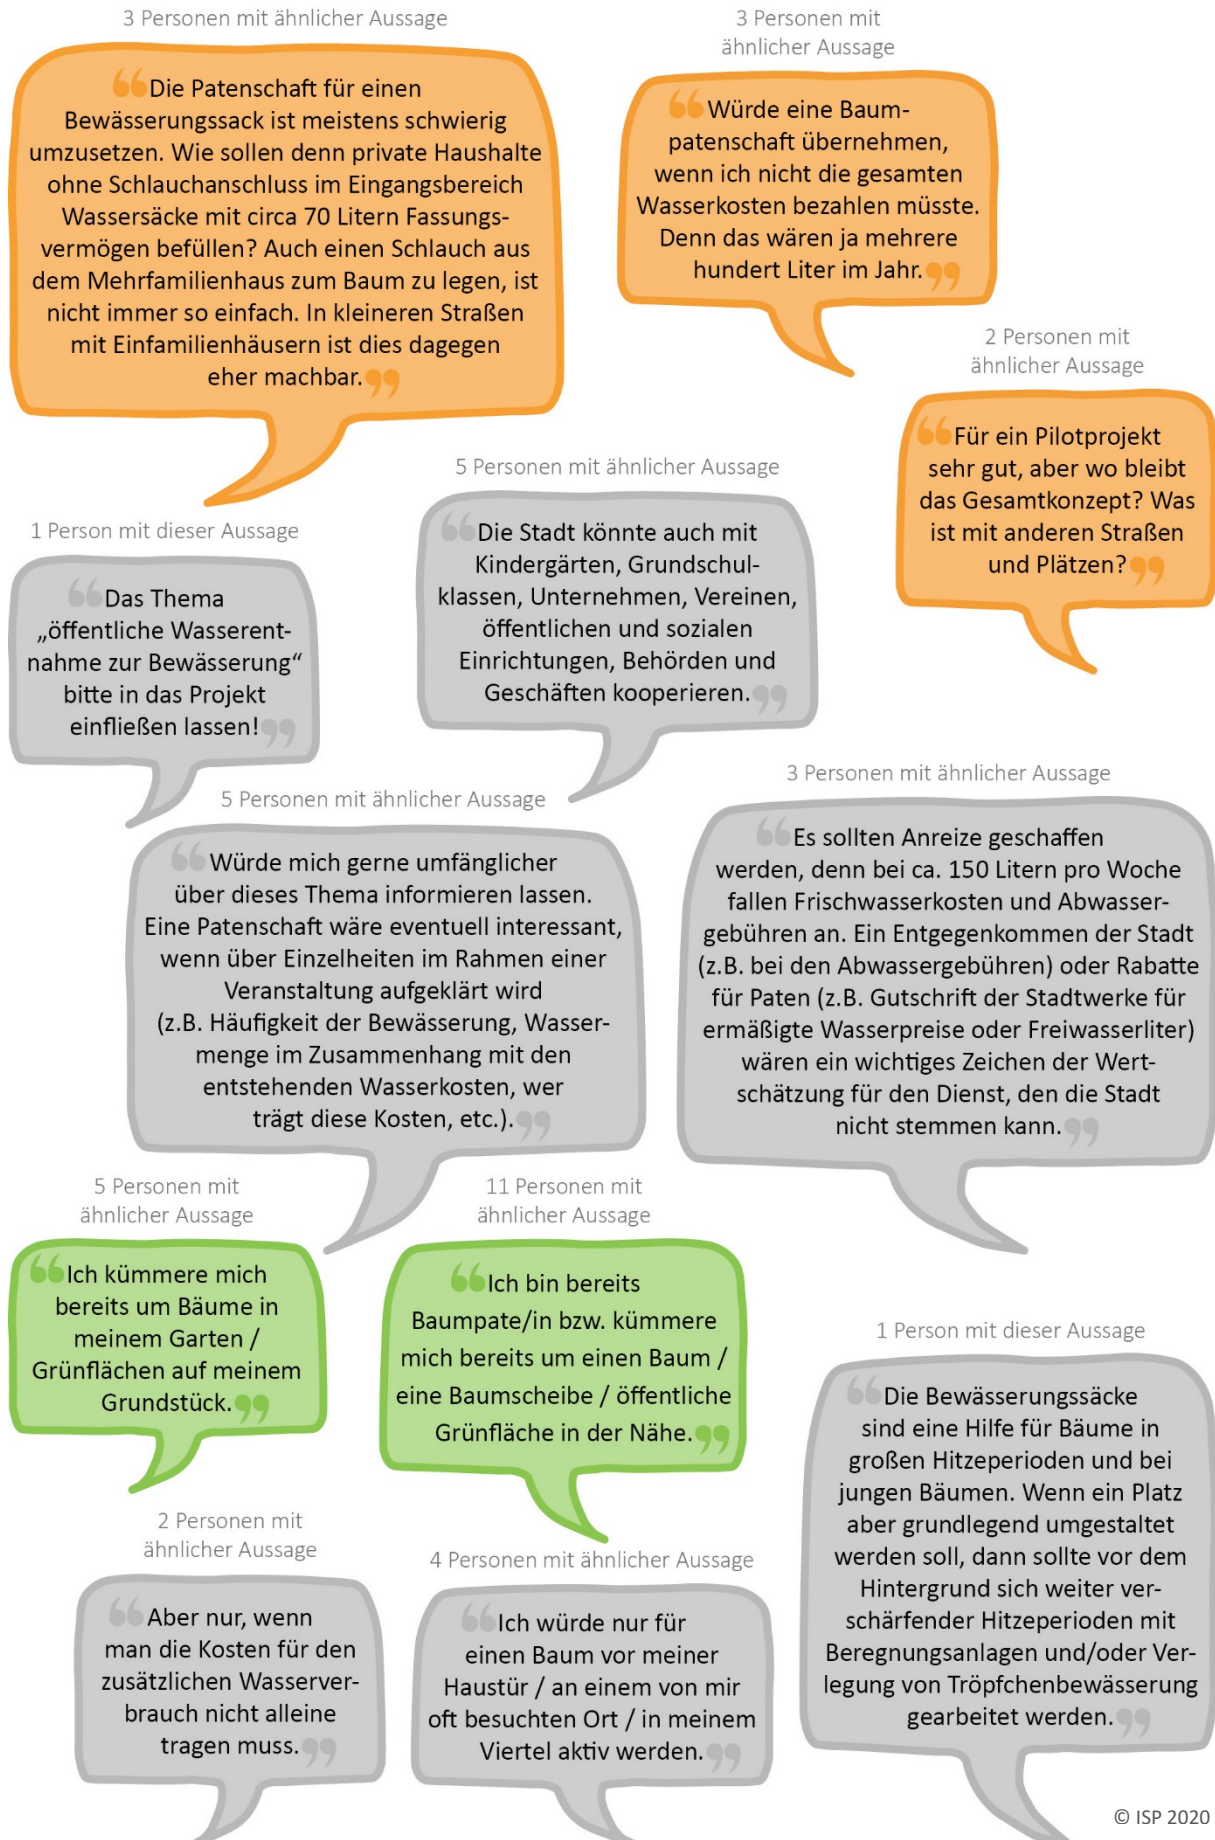 3 Personen mit ähnlicher Aussage
“Die Patenschaft für einen
Bewässerungssack ist meistens schwierig
umzusetzen. Wie sollen denn private Haushalte
ohne Schlauchanschluss im Eingangsbereich
Wassersäcke mit circa 70 Litern Fassungs-
vermögen befüllen? Auch einen Schlauch aus
dem Mehrfamilienhaus zum Baum zu legen, ist
nicht immer so einfach. In kleineren Straßen
mit Einfamilienhäusern ist dies dagegen
eher machbar.”
3 Personen mit
ähnlicher Aussage
“Würde eine Baum-
patenschaft übernehmen,
wenn ich nicht die gesamten
Wasserkosten bezahlen müsste.
Denn das wären ja mehrere
hundert Liter im Jahr.”
2 Personen mit
ähnlicher Aussage
“Für ein Pilotprojekt
sehr gut, aber wo bleibt
das Gesamtkonzept? Was
ist mit anderen Straßen
und Plätzen?”
1 Person mit dieser Aussage
“Das Thema
„öffentliche Wasserent-
nahme zur Bewässerung“
bitte in das Projekt
einfließen lassen!”
5 Personen mit ähnlicher Aussage
“Die Stadt könnte auch mit
Kindergärten, Grundschul-
klassen, Unternehmen, Vereinen,
öffentlichen und sozialen
Einrichtungen, Behörden und
Geschäften kooperieren.”
5 Personen mit ähnlicher Aussage
“Würde mich gerne umfänglicher
über dieses Thema informieren lassen.
Eine Patenschaft wäre eventuell interessant,
wenn über Einzelheiten im Rahmen einer
Veranstaltung aufgeklärt wird
(z.B. Häufigkeit der Bewässerung, Wasser-
menge im Zusammenhang mit den
entstehenden Wasserkosten, wer
trägt diese Kosten, etc.).”
3 Personen mit ähnlicher Aussage
“Es sollten Anreize geschaffen
werden, denn bei ca. 150 Litern pro Woche
fallen Frischwasserkosten und Abwasser-
gebühren an. Ein Entgegenkommen der Stadt
(z.B. bei den Abwassergebühren) oder Rabatte
für Paten (z.B. Gutschrift der Stadtwerke für
ermäßigte Wasserpreise oder Freiwasserliter)
wären ein wichtiges Zeichen der Wert-
schätzung für den Dienst, den die Stadt
nicht stemmen kann.”
5 Personen mit
ähnlicher Aussage
“Ich kümmere mich
bereits um Bäume in
meinem Garten /
Grünflächen auf meinem
Grundstück.”
11 Personen mit
ähnlicher Aussage
“Ich bin bereits
Baumpate/in bzw. kümmere
mich bereits um einen Baum /
eine Baumscheibe / öffentliche
Grünfläche in der Nähe.”
1 Person mit dieser Aussage
“Die Bewässerungssäcke
sind eine Hilfe für Bäume in
großen Hitzeperioden und bei
jungen Bäumen. Wenn ein Platz
aber grundlegend umgestaltet
werden soll, dann sollte vor dem
Hintergrund sich weiter ver-
schärfender Hitzeperioden mit
Beregnungsanlagen und/oder Ver-
legung von Tröpfchenbewässerung
gearbeitet werden.”
2 Personen mit
ähnlicher Aussage
“Aber nur, wenn
man die Kosten für den
zusätzlichen Wasserver-
brauch nicht alleine
tragen muss.”
4 Personen mit ähnlicher Aussage
“Ich würde nur für
einen Baum vor meiner
Haustür / an einem von mir
oft besuchten Ort / in meinem
Viertel aktiv werden.”
© ISP 2020